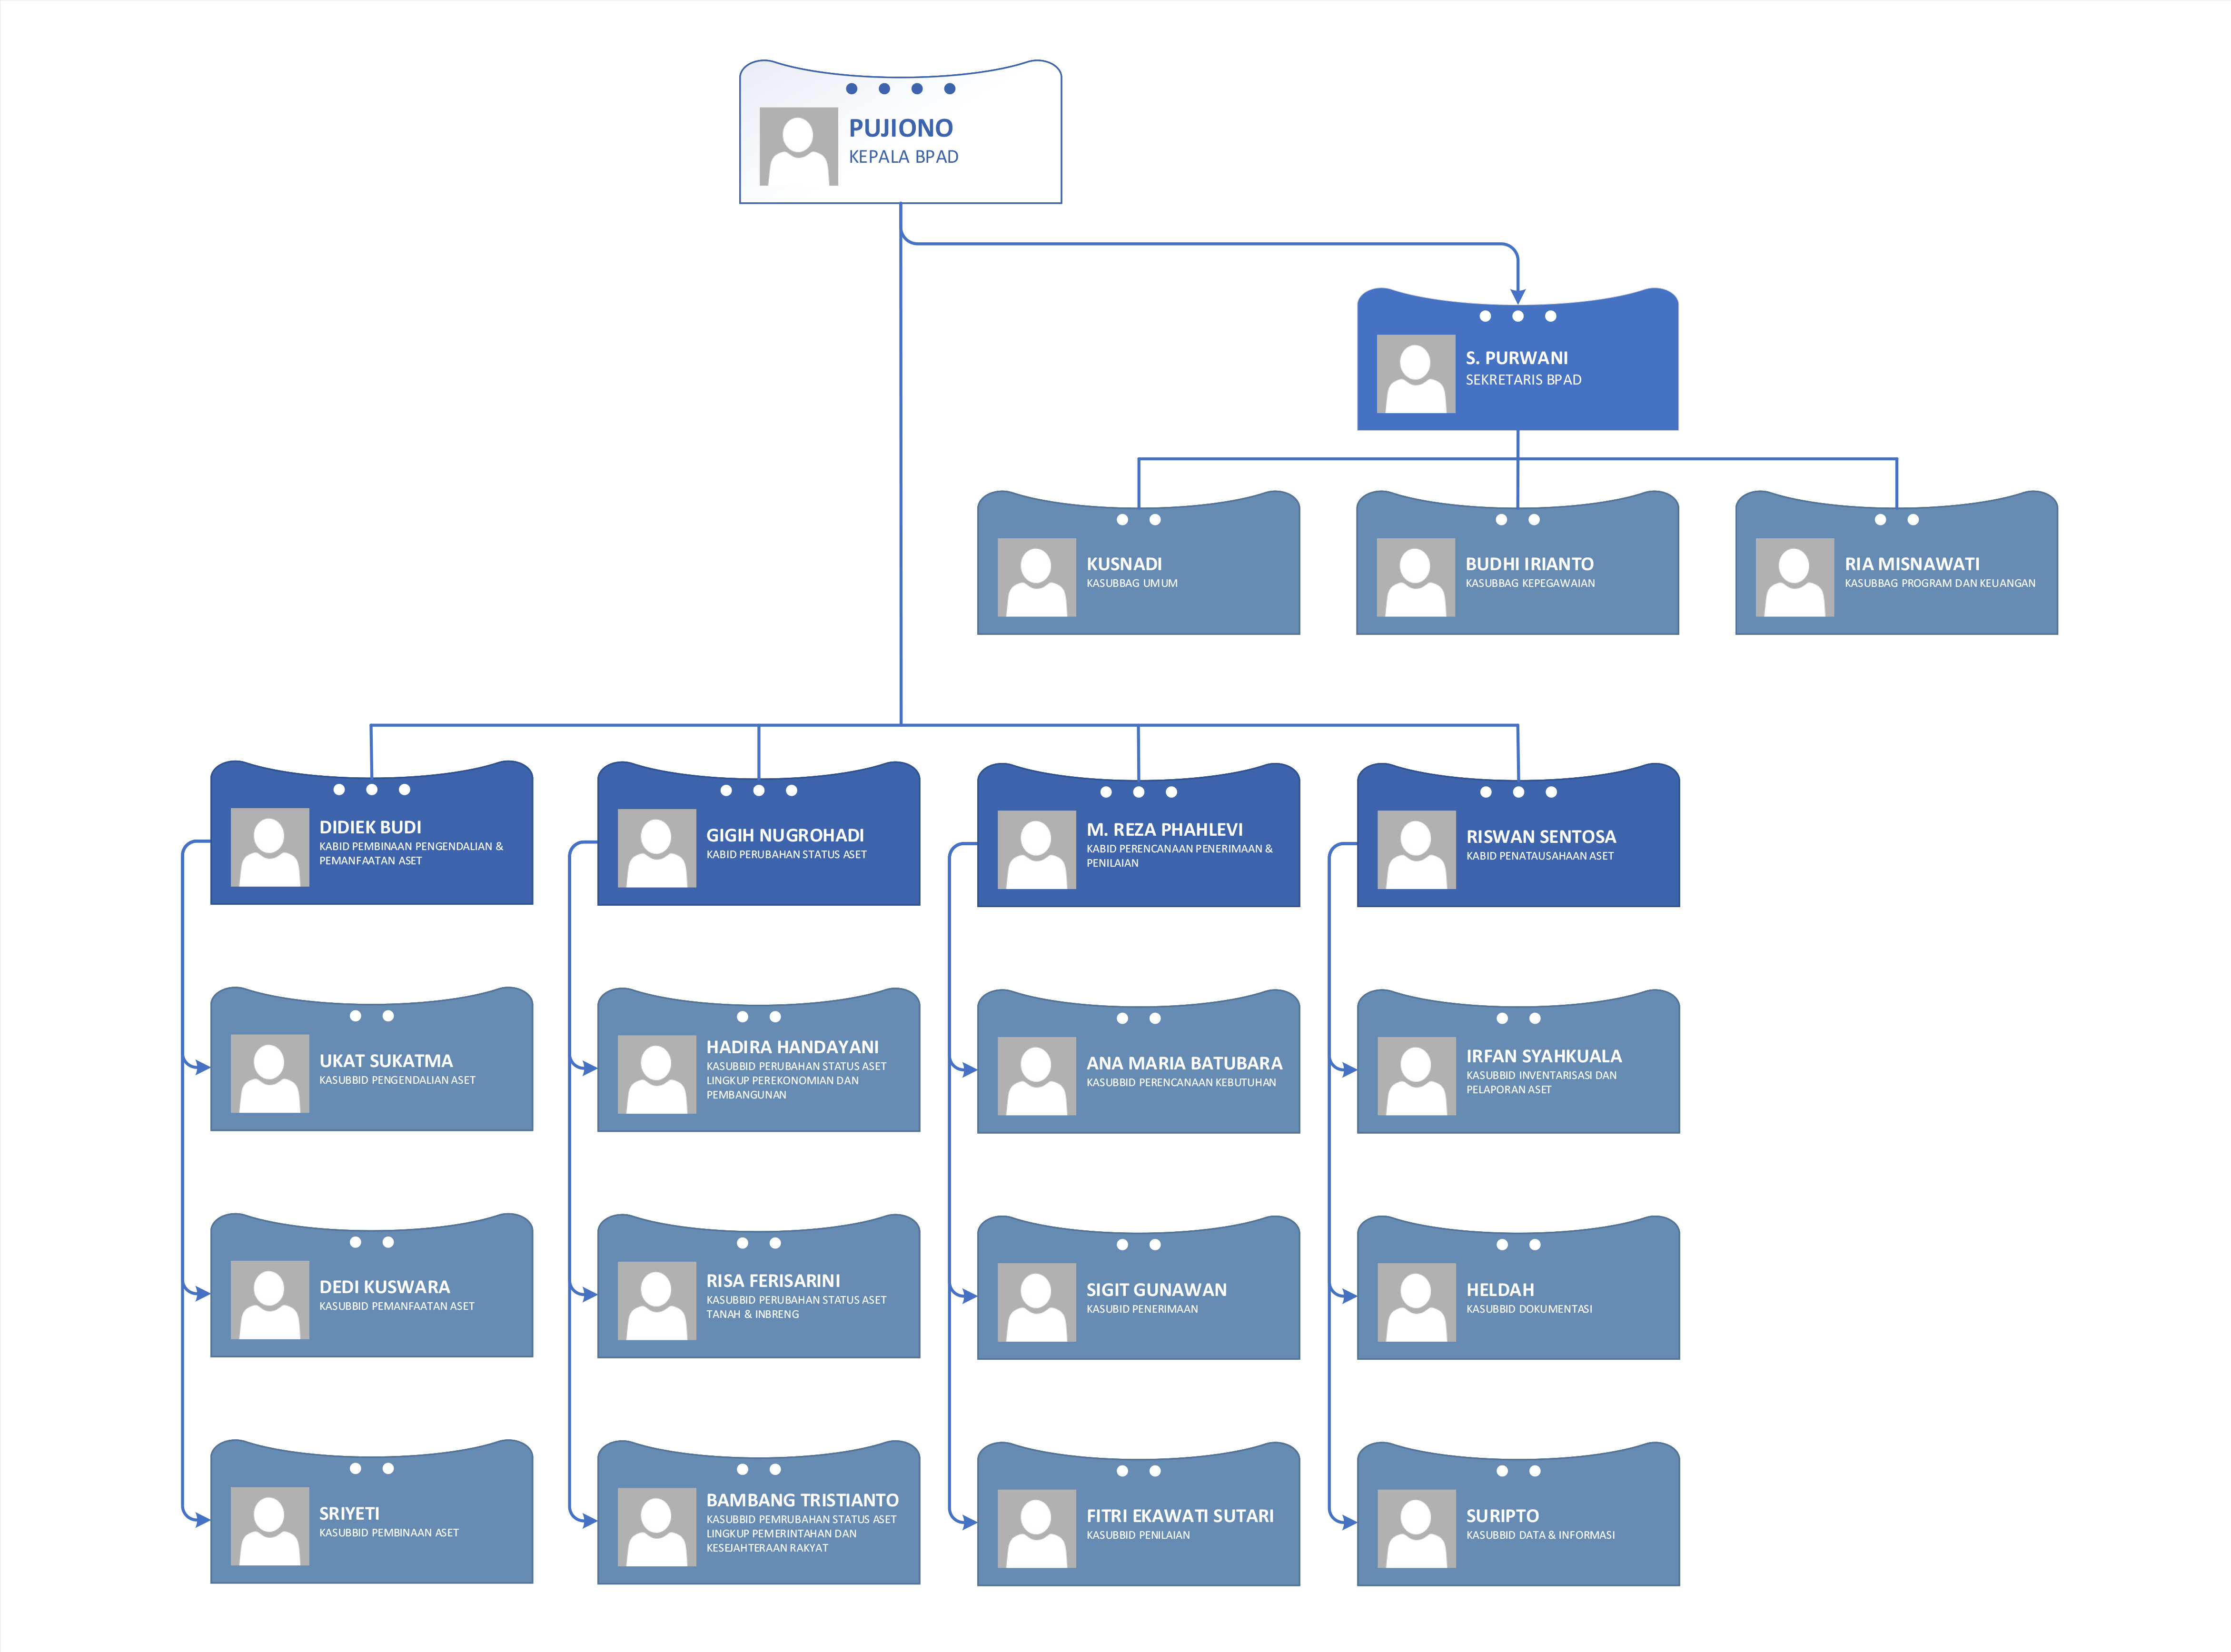 PUJIONO
KEPALA BPAD
S. PURWANI
SEKRETARIS BPAD
KUSNADI
KASUBBAG UMUM
BUDHI IRIANTO
KASUBBAG KEPEGAWAIAN
RIA MISNAWATI
KASUBBAG PROGRAM DAN KEUANGAN
DIDIEK BUDI
KABID PEMBINAAN PENGENDALIAN &
PEMANFAATAN ASET
GIGIH NUGROHADI
KABID PERUBAHAN STATUS ASET
M. REZA PHAHLEVI
KABID PERENCANAAN PENERIMAAN &
PENILAIAN
RISWAN SENTOSA
KABID PENATAUSAHAAN ASET
UKAT SUKATMA
KASUBBID PENGENDALIAN ASET
HADIRA HANDAYANI
KASUBBID PERUBAHAN STATUS ASET
LINGKUP PEREKONOMIAN DAN
PEMBANGUNAN
ANA MARIA BATUBARA
KASUBBID PERENCANAAN KEBUTUHAN
IRFAN SYAHKUALA
KASUBBID INVENTARISASI DAN
PELAPORAN ASET
DEDI KUSWARA
KASUBBID PEMANFAATAN ASET
RISA FERISARINI
KASUBBID PERUBAHAN STATUS ASET
TANAH & INBRENG
SIGIT GUNAWAN
KASUBID PENERIMAAN
HELDAH
KASUBBID DOKUMENTASI
SRIYETI
KASUBBID PEMBINAAN ASET
BAMBANG TRISTIANTO
KASUBBID PEMRUBAHAN STATUS ASET
LINGKUP PEMERINTAHAN DAN
KESEJAHTERAAN RAKYAT
FITRI EKAWATI SUTARI
KASUBBID PENILAIAN
SURIPTO
KASUBBID DATA & INFORMASI